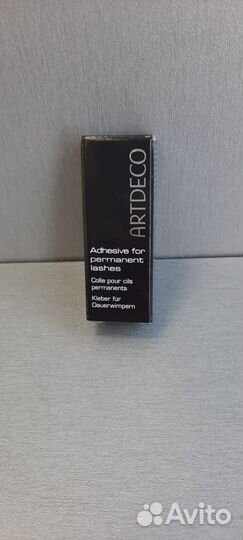 ARTDECO
Adhesive for
permanent
lashes
Colle pour cils
permanents
Kleber für
Dauerwimpern
Avito